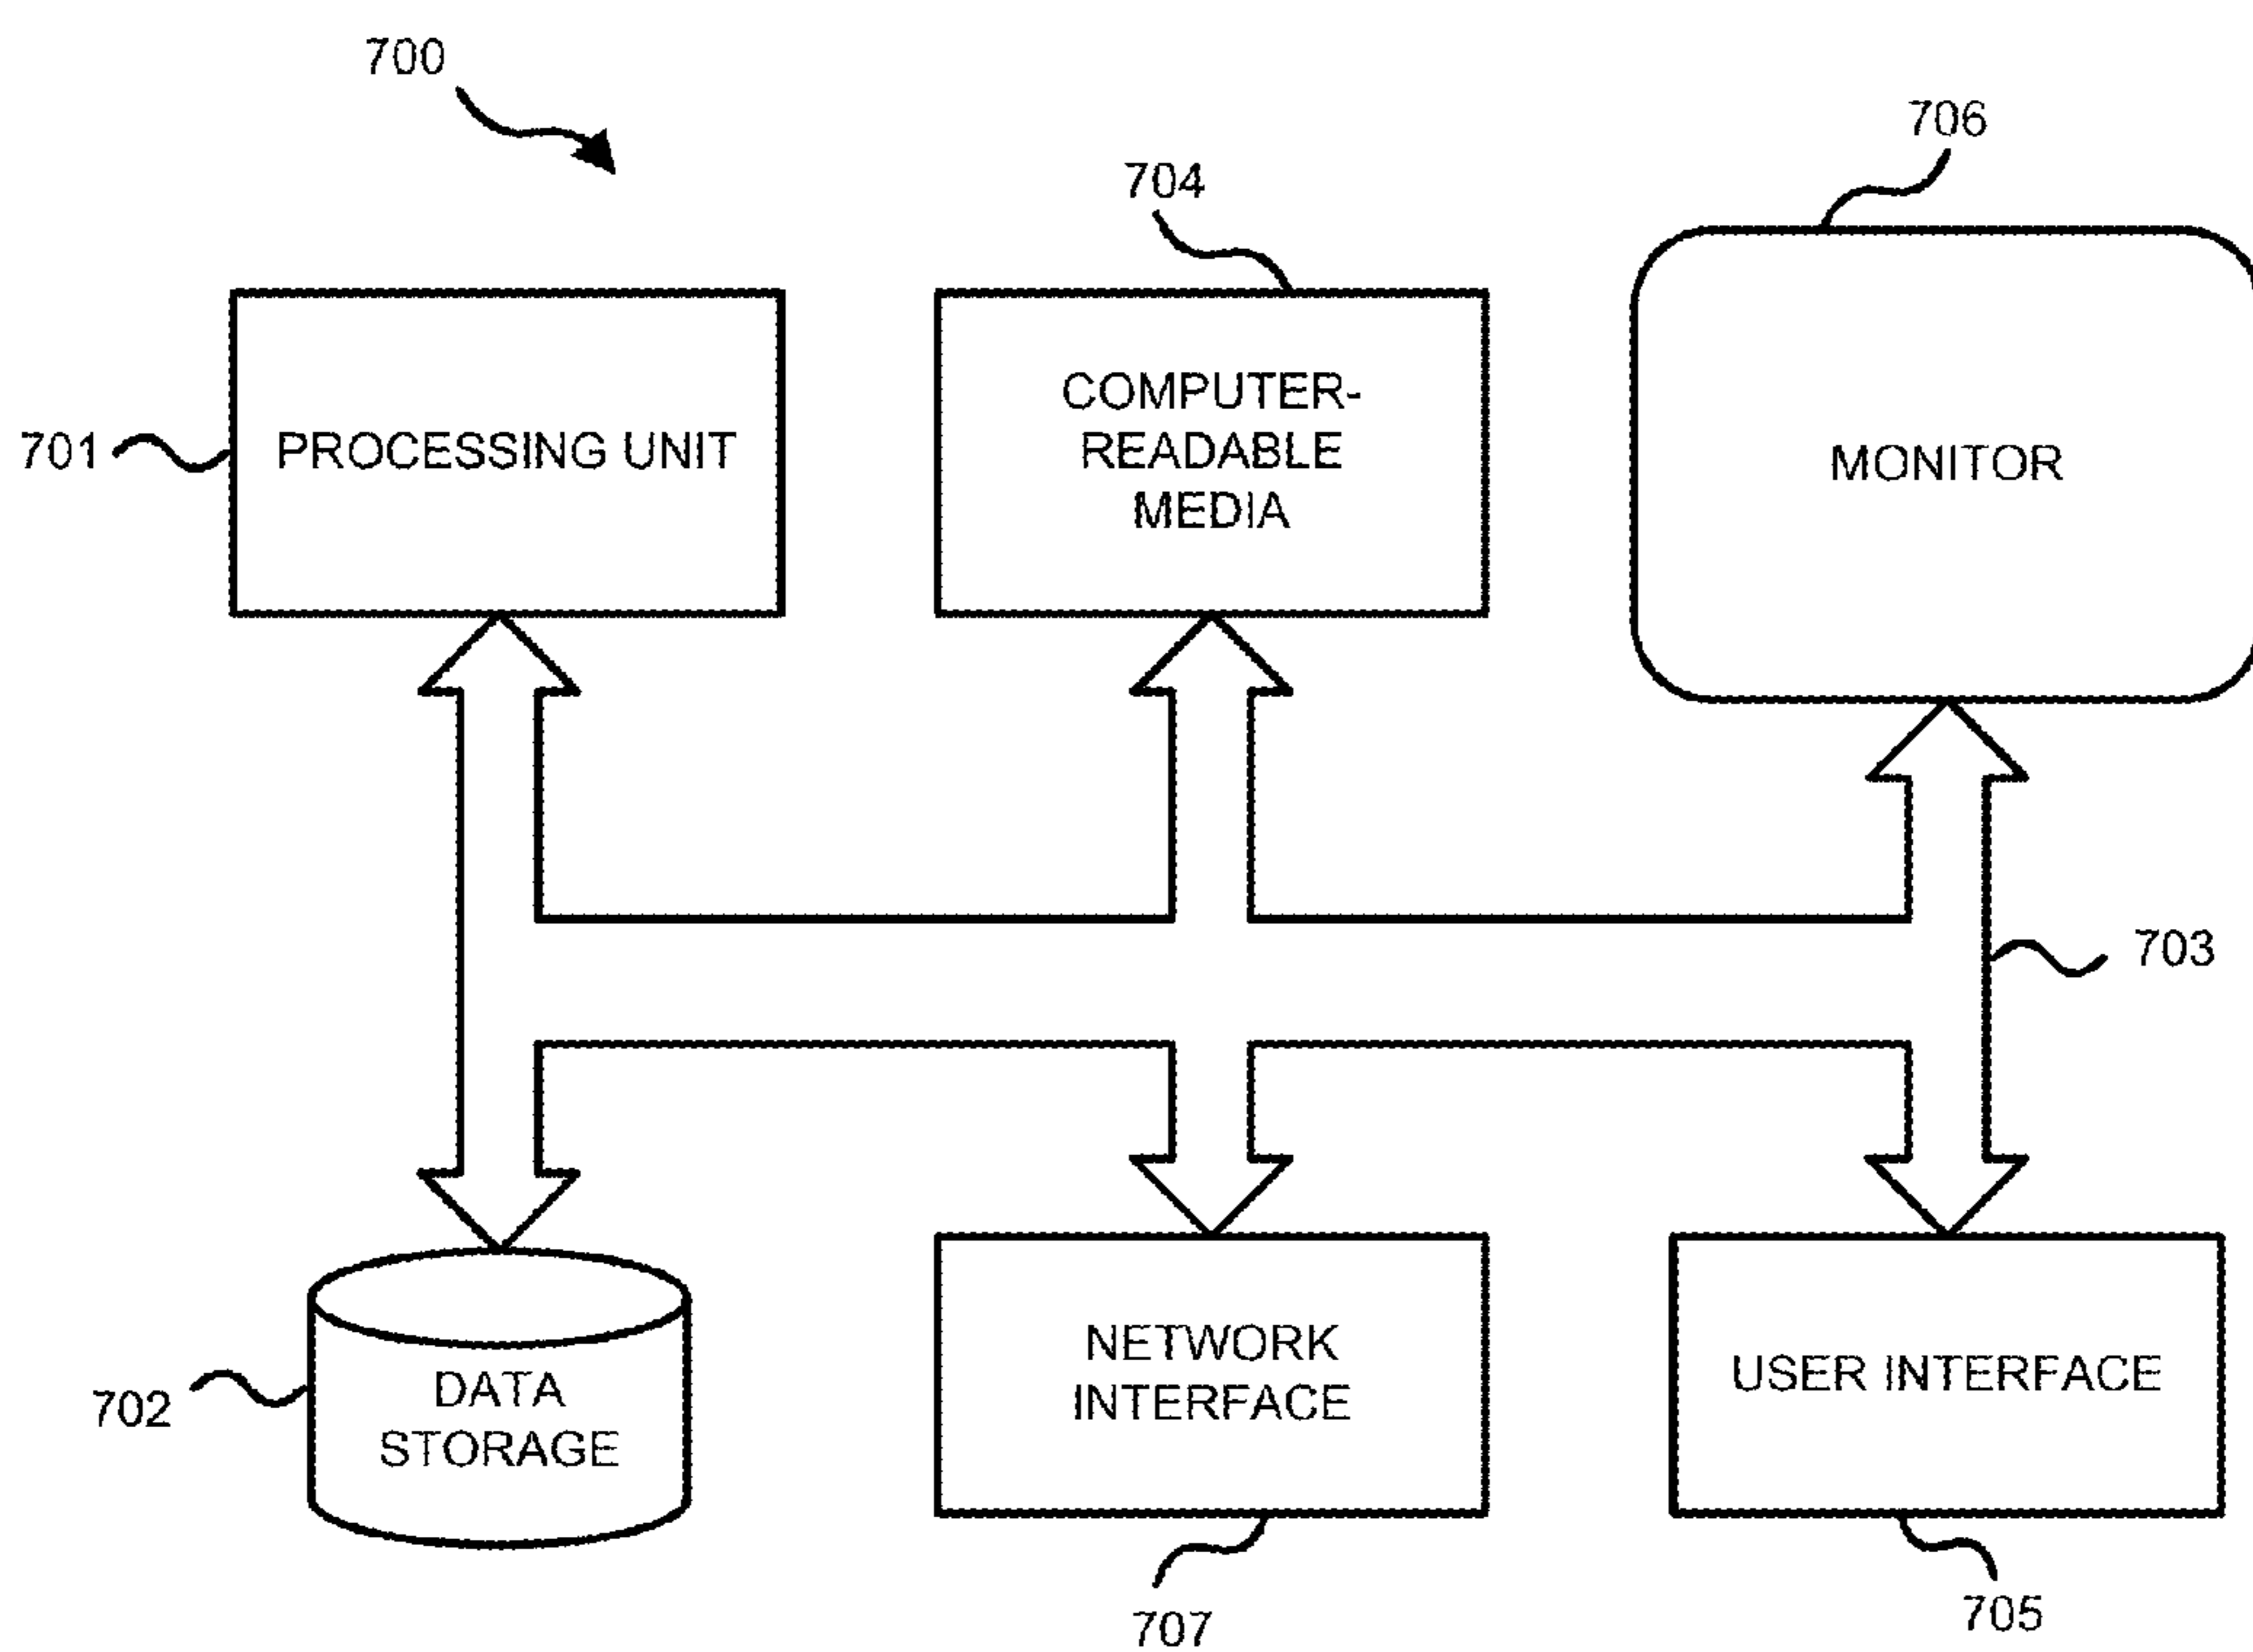 700
706
704
COMPUTER-
READABLE
MEDIA
701
PROCESSING UNIT
MONITOR
703
NETWORK
INTERFACE
USER INTERFACE
702
DATA
STORAGE
707
705